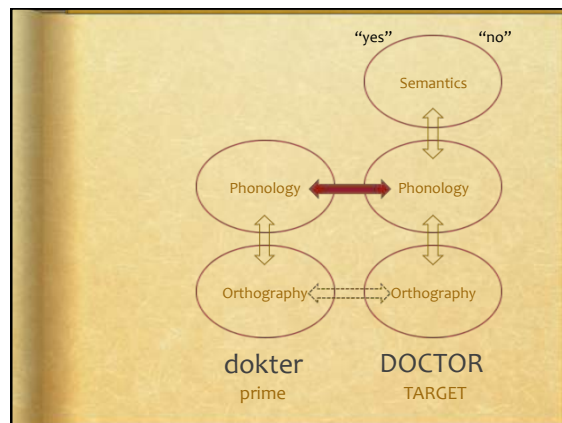 “yes” “no”
Semantics
Phonology Phonology
Orthography Orthography
dokter DOCTOR
prime TARGET